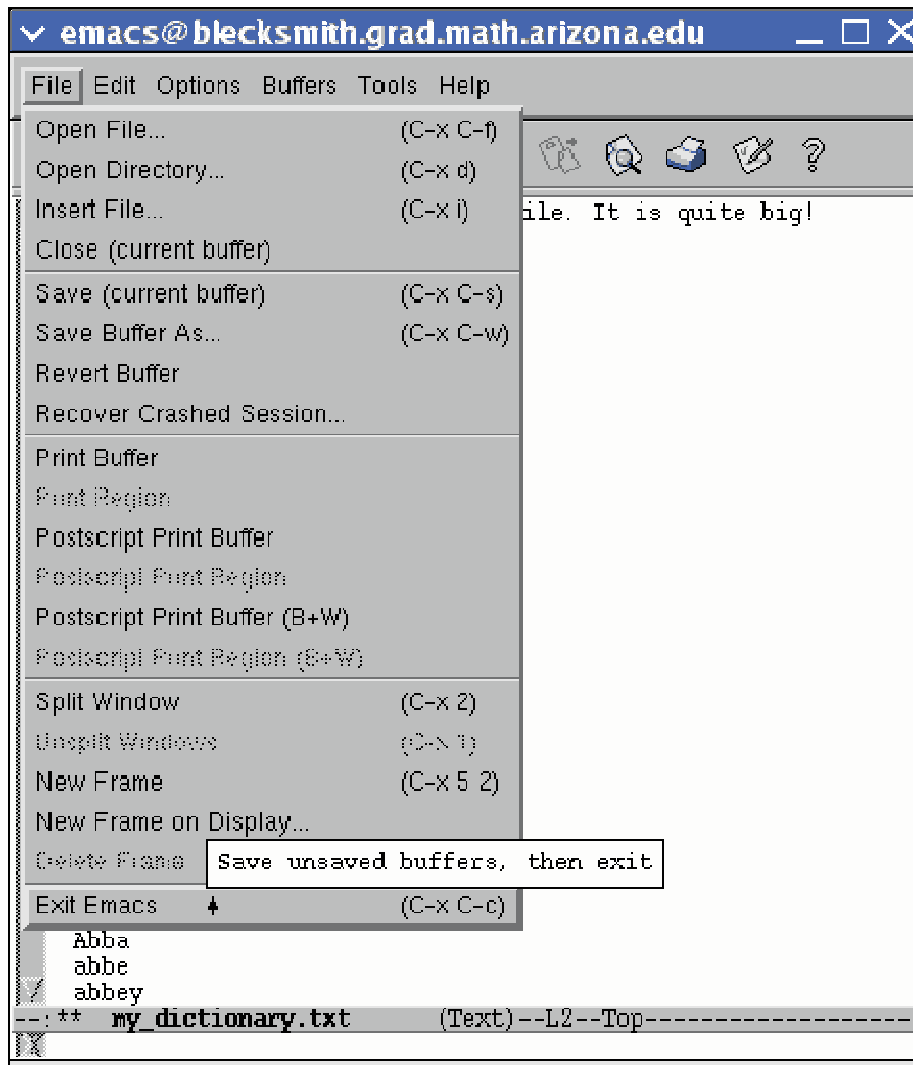 emacs@blecksmith.grad.math.arizona.edu
File Edit Options Buffers Tools Help
Open File... (C-x C-f)
Open Directory... (C-x d)
Insert File... (C-x i)
ile. It is quite big!
Close (current buffer)
Save (current buffer) (C-x C-s)
Save Buffer As... (C-x C-w)
Revert Buffer
Recover Crashed Session...
Print Buffer
Print Region
Postscript Print Buffer
Postscript Print Region
Postscript Print Buffer (B+W)
Postscript Print Region (B+W)
Split Window (C-x 2)
Unsplit Windows (C-x 1)
New Frame (C-x 5 2)
New Frame on Display...
Delete Frame
Save unsaved buffers, then exit
Exit Emacs (C-x C-c)
Abba
abbe
abbey
--:** my_dictionary.txt (Text)--L2--Top-------------------